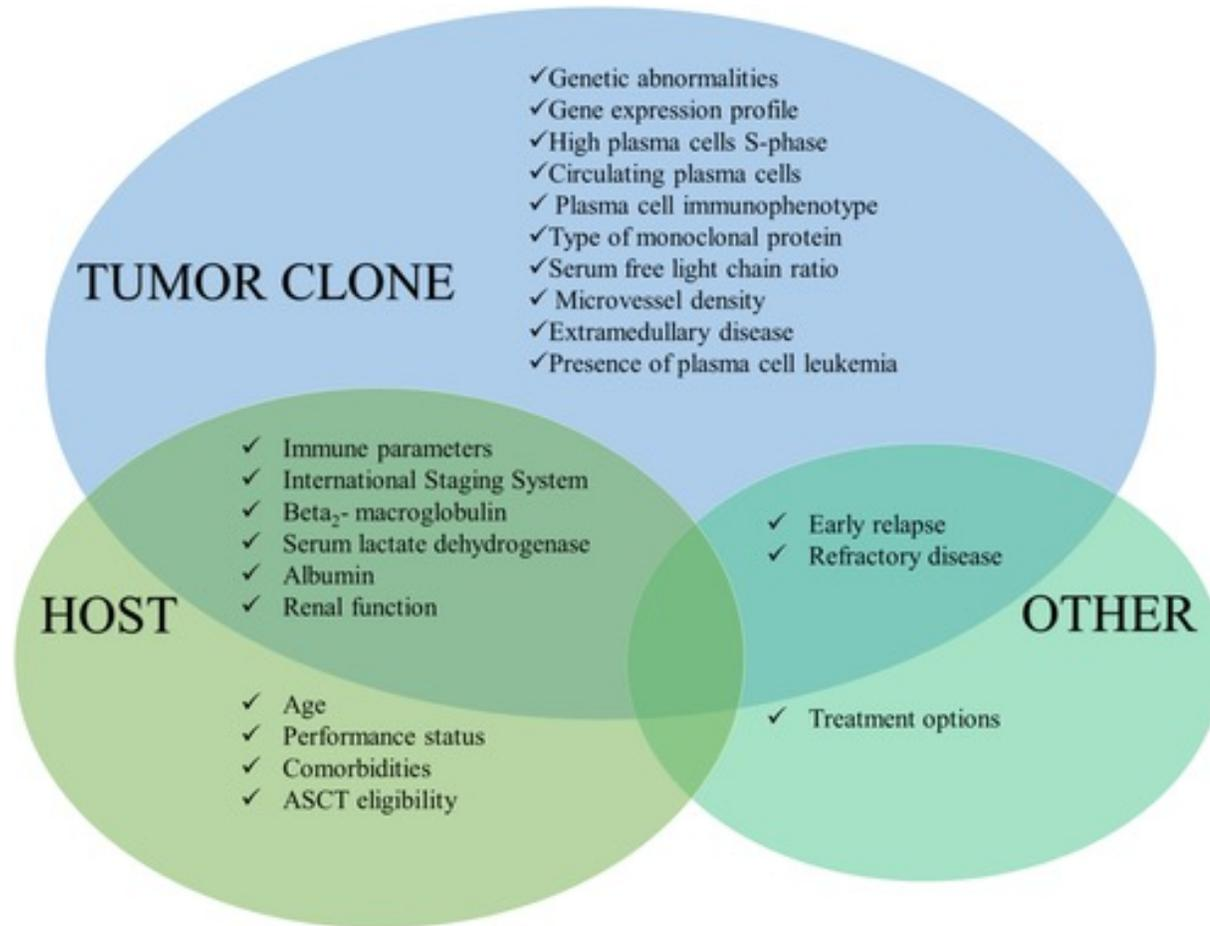 ✓Genetic abnormalities
✓Gene expression profile
✓High plasma cells S-phase
✓Circulating plasma cells
✓ Plasma cell immunophenotype
✓Type of monoclonal protein
✓Serum free light chain ratio
✓ Microvessel density
✓Extramedullary disease
✓Presence of plasma cell leukemia
TUMOR CLONE
✓ Immune parameters
✓ International Staging System
✓ Beta₂- macroglobulin
✓ Serum lactate dehydrogenase
✓ Albumin
✓ Renal function
HOST
✓ Age
✓ Performance status
✓ Comorbidities
✓ ASCT eligibility
✓ Early relapse
✓ Refractory disease
OTHER
✓ Treatment options